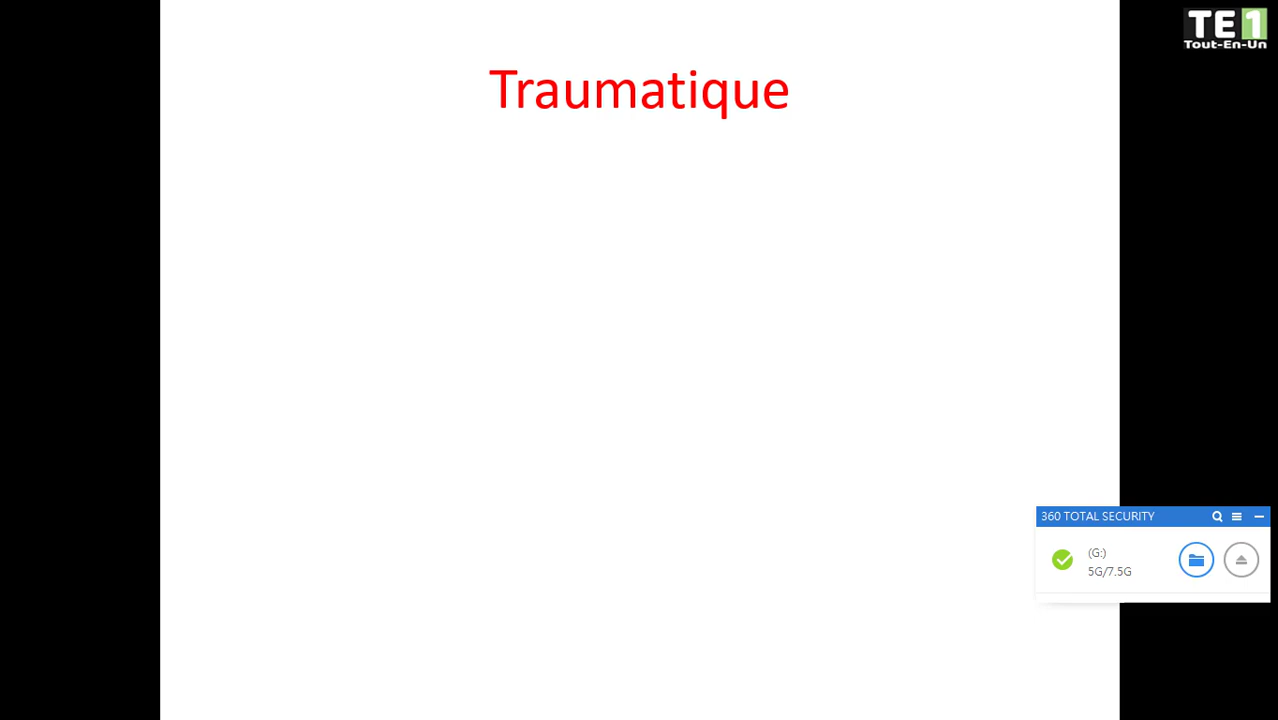 TE1
Tout-En-Un
Traumatique
360 TOTAL SECURITY
(G:)
5G/7.5G